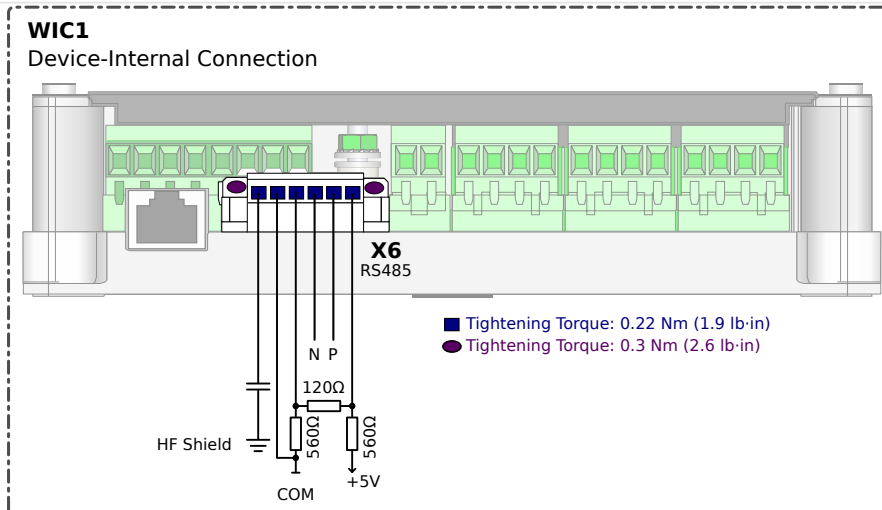 WIC1
Device-Internal Connection
X6
RS485
Tightening Torque: 0.22 Nm (1.9 lb·in)
Tightening Torque: 0.3 Nm (2.6 lb·in)
N P
120Ω
560Ω
560Ω
HF Shield
+5V
COM